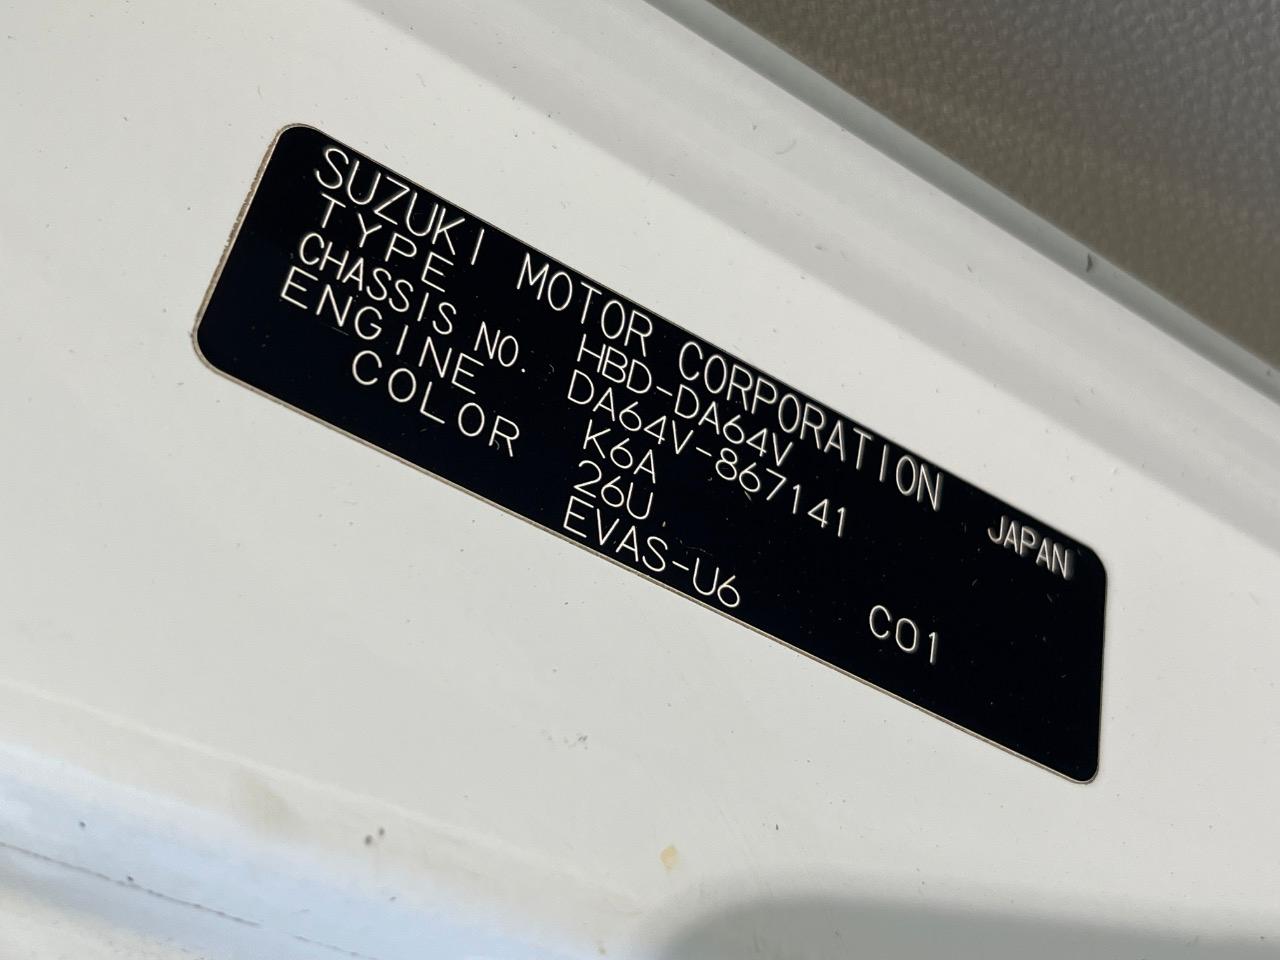 SUZUKI MOTOR CORPORATION JAPAN
TYPE HBD-DA64V
CHASSIS NO. DA64V-867141
ENGINE K6A
COLOR 26U
EVAS-U6 C01